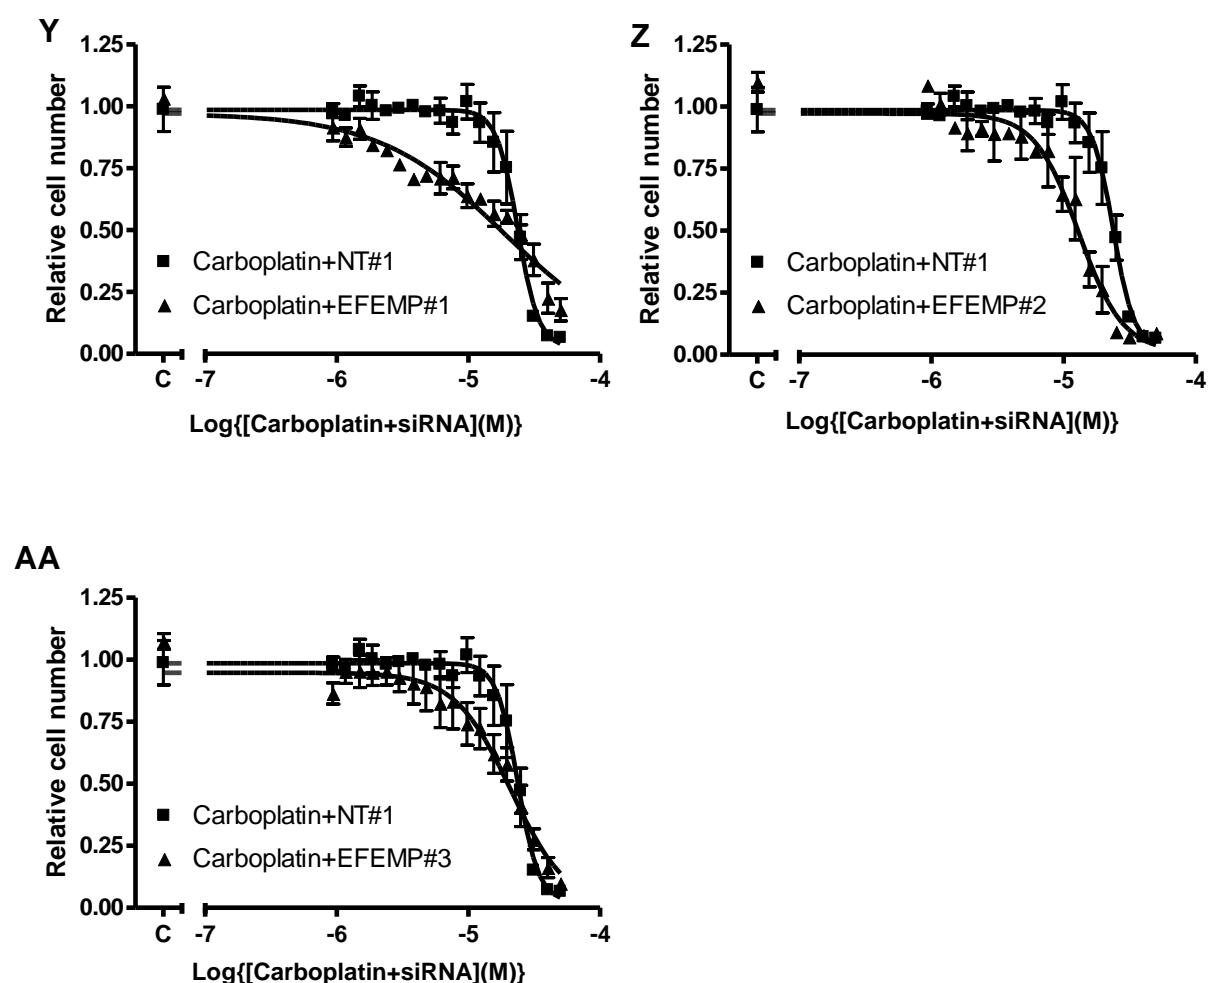 Y
Relative cell number
1.25
1.00
0.75
0.50
0.25
0.00
Carboplatin+NT#1
Carboplatin+EFEMP#1
C -7 -6 -5 -4
Log{[Carboplatin+siRNA](M)}
Z
Relative cell number
1.25
1.00
0.75
0.50
0.25
0.00
Carboplatin+NT#1
Carboplatin+EFEMP#2
C -7 -6 -5 -4
Log{[Carboplatin+siRNA](M)}
AA
Relative cell number
1.25
1.00
0.75
0.50
0.25
0.00
Carboplatin+NT#1
Carboplatin+EFEMP#3
C -7 -6 -5 -4
Log{[Carboplatin+siRNA](M)}